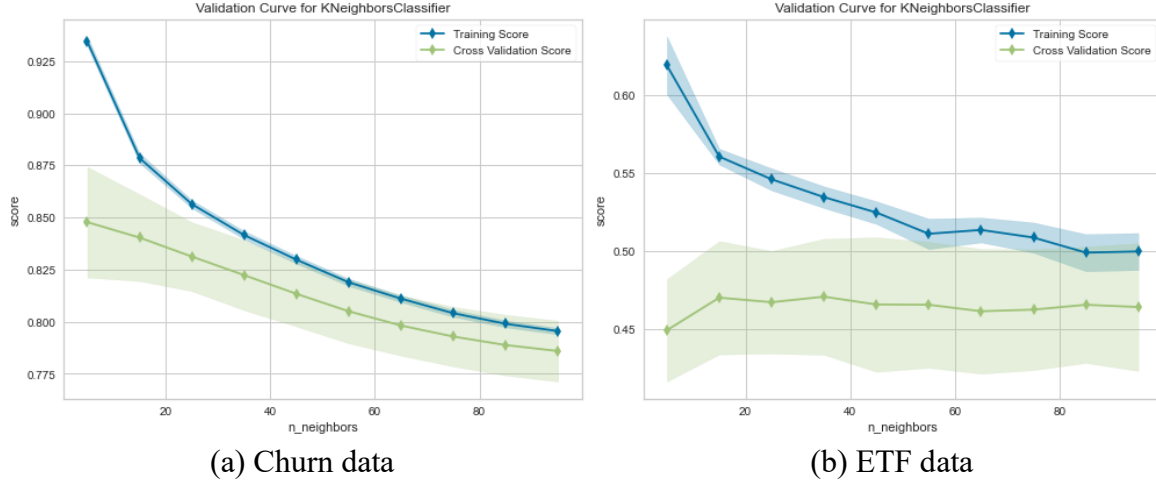 Validation Curve for KNeighborsClassifier
Training Score
Cross Validation Score
0.925
0.900
0.875
0.850
0.825
0.800
0.775
score
20
40
60
80
n_neighbors
(a) Churn data
Validation Curve for KNeighborsClassifier
Training Score
Cross Validation Score
0.60
0.55
0.50
0.45
score
20
40
60
80
n_neighbors
(b) ETF data